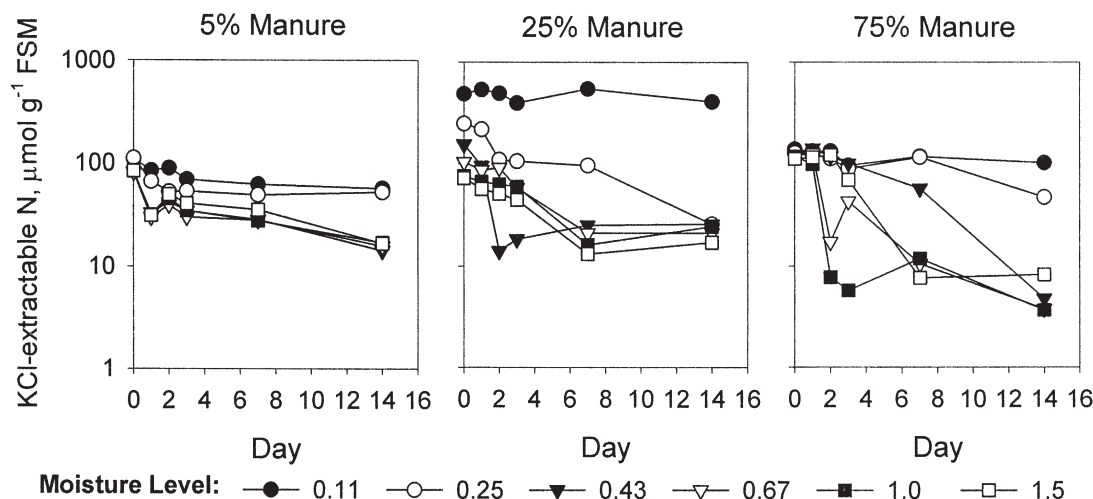 5% Manure 25% Manure 75% Manure
KCl-extractable N, μmol g⁻¹ FSM
1000
100
10
1
0 2 4 6 8 10 12 14 16 0 2 4 6 8 10 12 14 16 0 2 4 6 8 10 12 14 16
Day Day Day
Moisture Level: 0.11 0.25 0.43 0.67 1.0 1.5